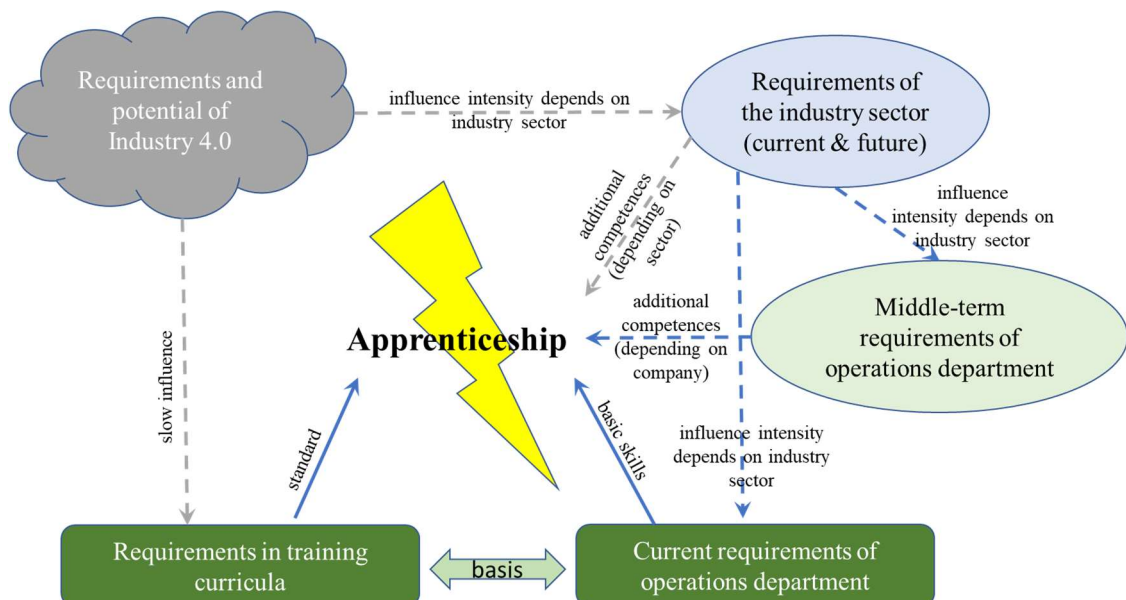 Requirements and
potential of
Industry 4.0
influence intensity depends on
industry sector
Requirements of
the industry sector
(current & future)
additional
competences
(depending on
sector)
influence
intensity depends on
industry sector
additional
competences
(depending on
company)
Middle-term
requirements of
operations department
Apprenticeship
slow influence
standard
basic skills
influence intensity
depends on industry
sector
Requirements in training
curricula
basis
Current requirements of
operations department